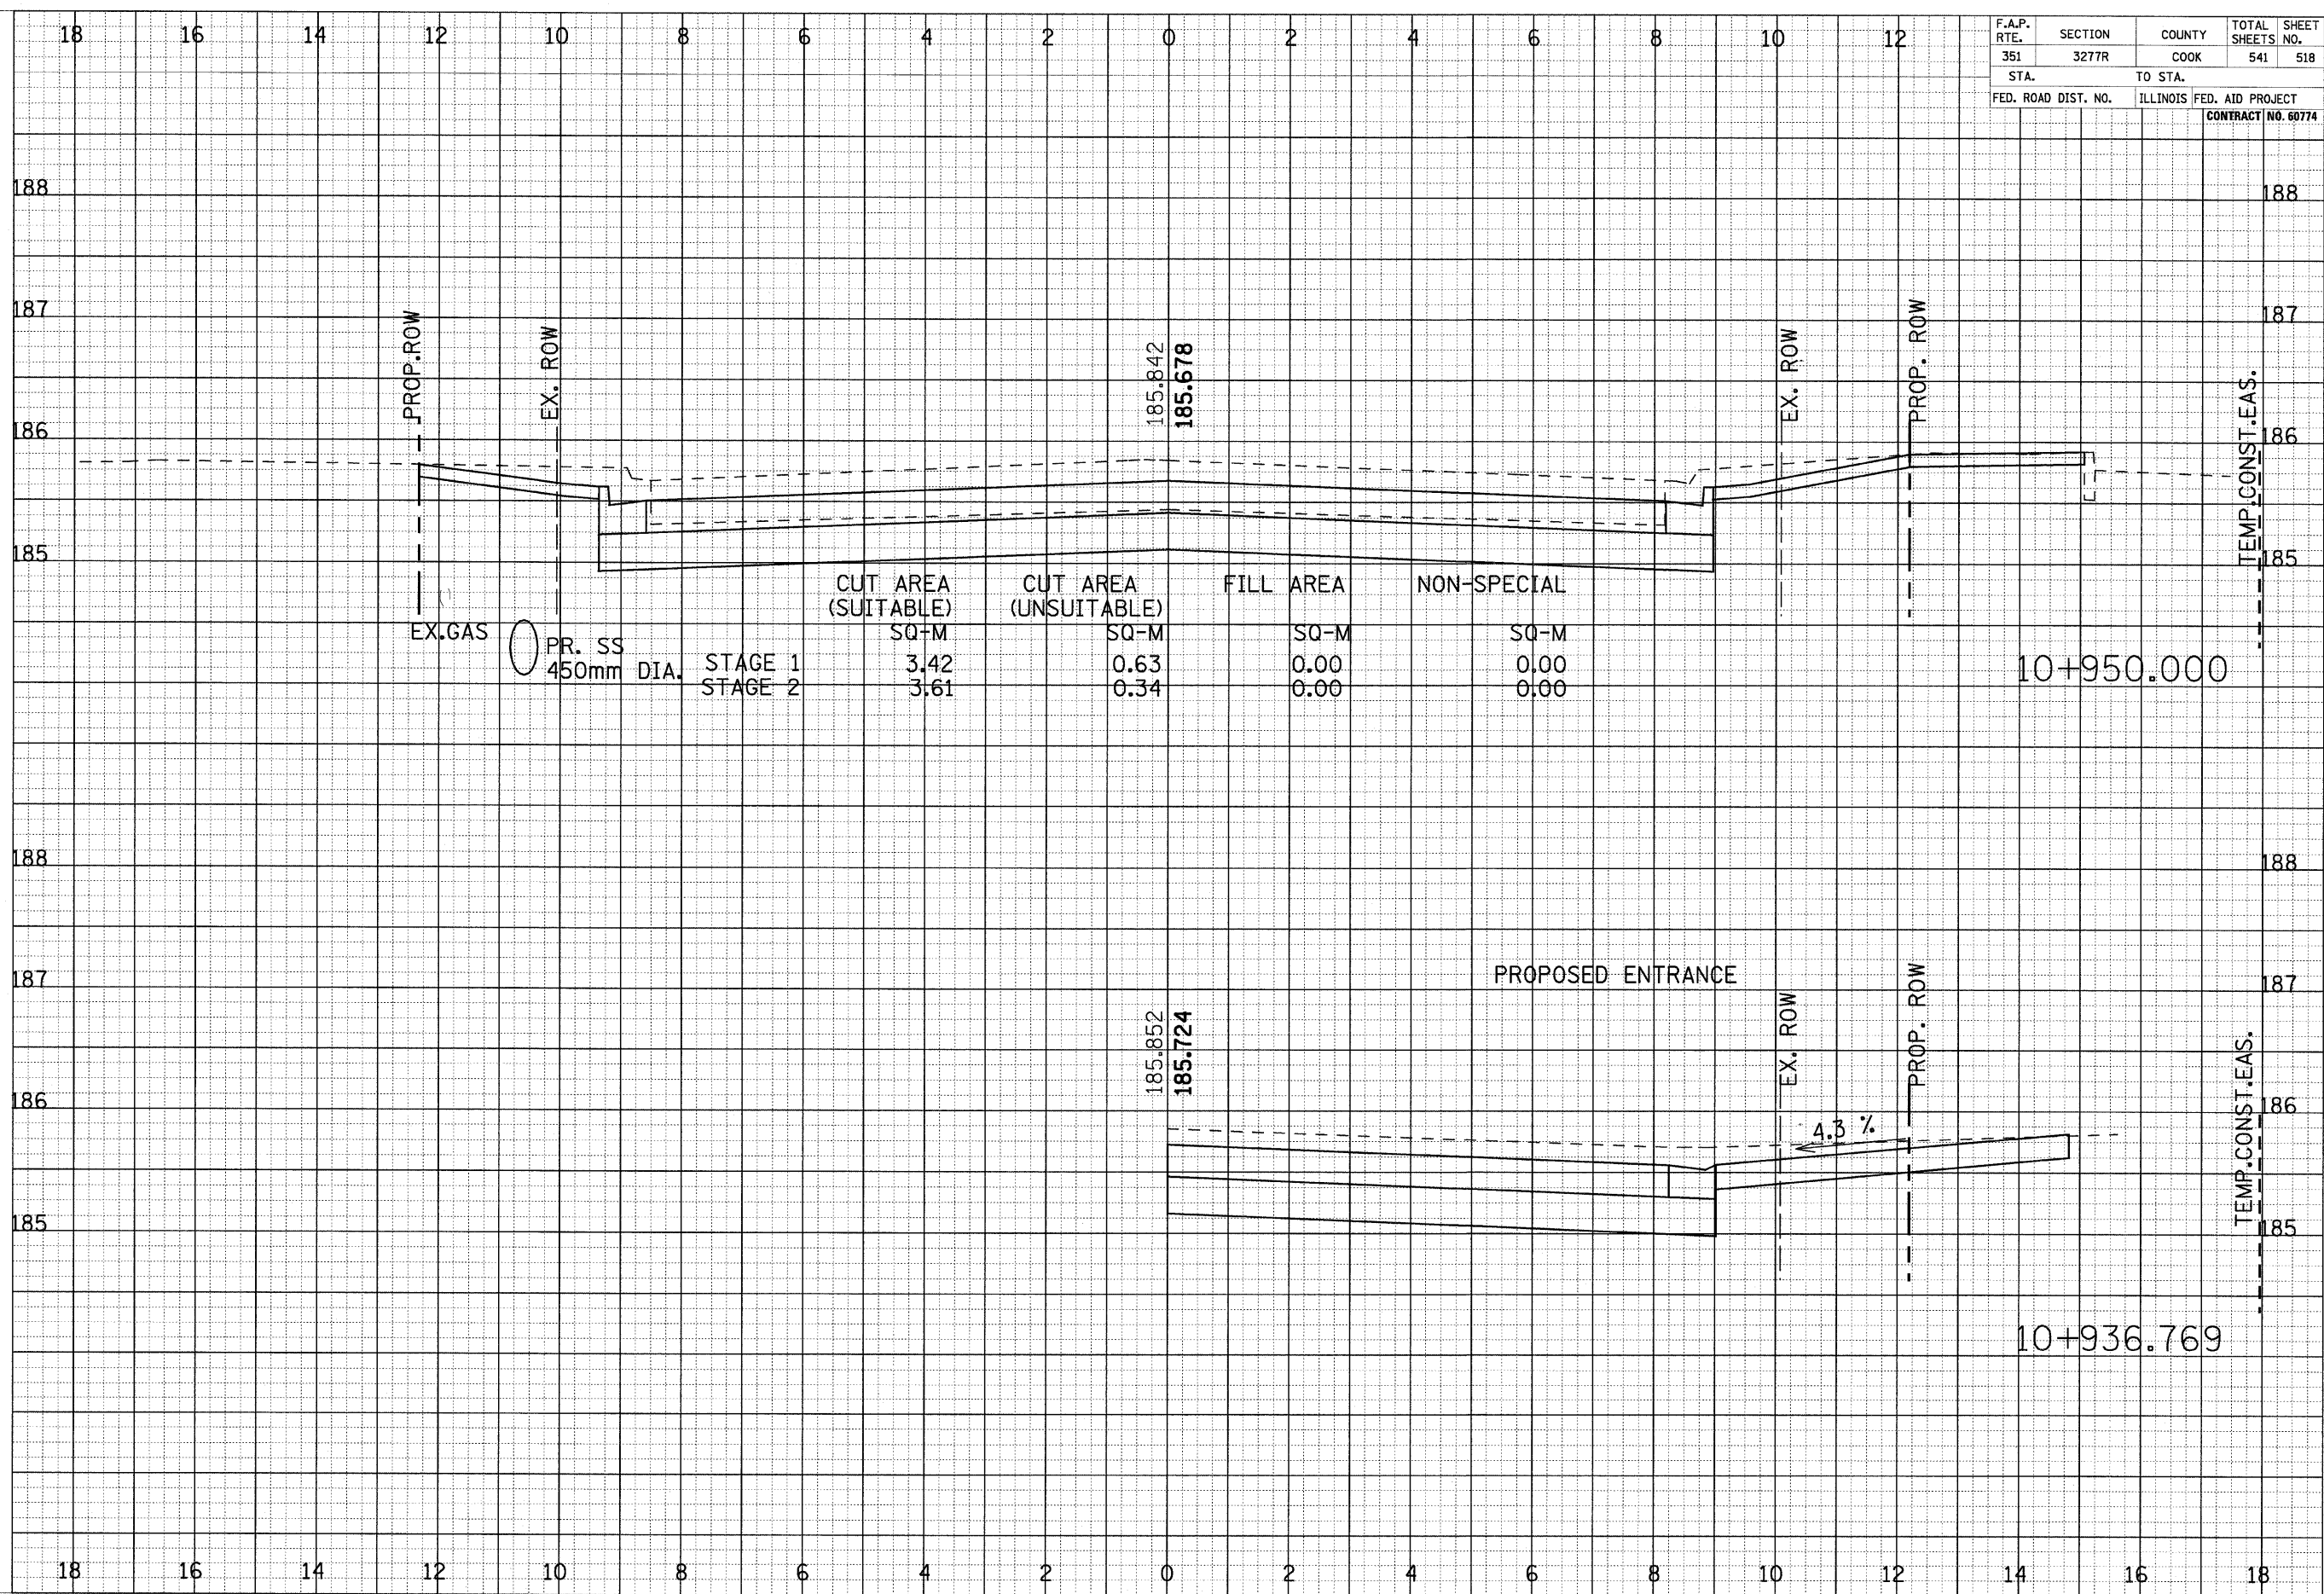 18 16 14 12 10 8 6 4 2 0 2 4 6 8 10 12
F.A.P. RTE. SECTION COUNTY TOTAL SHEETS SHEET NO.
351 3277R COOK 541 518
STA. TO STA.
FED. ROAD DIST. NO. ILLINOIS FED. AID PROJECT
CONTRACT NO. 60774
188 188
187 187
PROP.ROW
EX. ROW
185.842
185.678
EX. ROW
PROP. ROW
TEMP.CONST.EAS.
186 186
185 185
CUT AREA CUT AREA FILL AREA NON-SPECIAL
(SUITABLE) (UNSUITABLE)
EX.GAS SQ-M SQ-M SQ-M SQ-M
PR. SS
450mm DIA.
STAGE 1 3.42 0.63 0.00 0.00
STAGE 2 3.61 0.34 0.00 0.00
10+950.000
188 188
187 187
PROPOSED ENTRANCE
185.852
185.724
EX. ROW
PROP. ROW
TEMP.CONST.EAS.
186 186
4.3 %
185 185
10+936.769
18 16 14 12 10 8 6 4 2 0 2 4 6 8 10 12 14 16 18